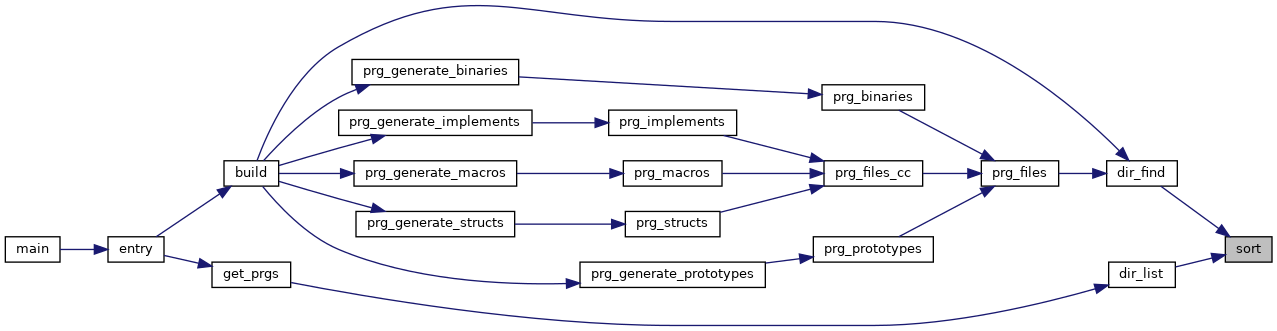 prg_generate_binaries
prg_binaries
prg_generate_implements
prg_implements
build
prg_generate_macros
prg_macros
prg_files_cc
prg_files
dir_find
prg_generate_structs
prg_structs
main
entry
prg_prototypes
sort
get_prgs
prg_generate_prototypes
dir_list